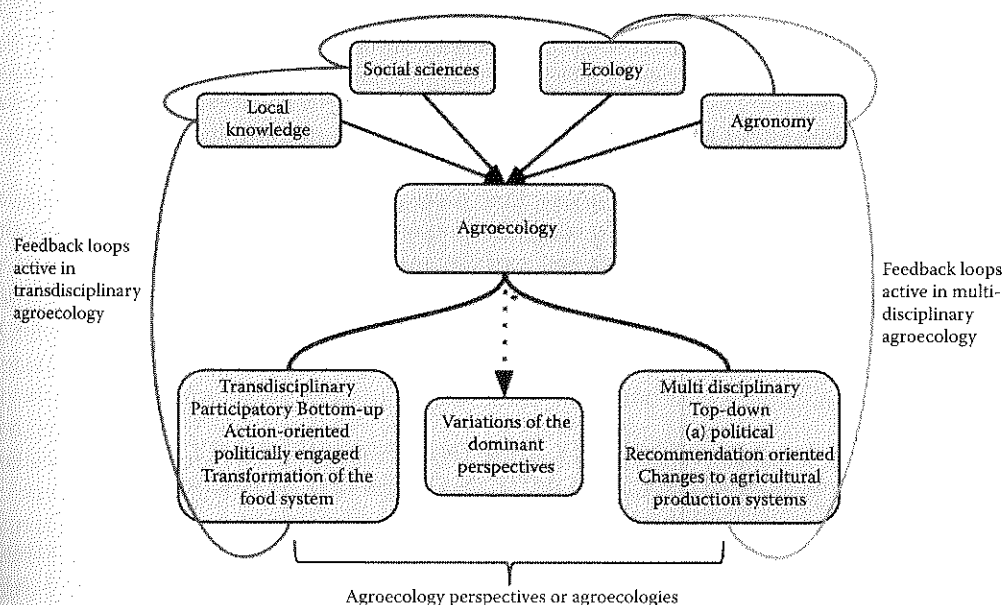 Social sciences
Ecology
Local
knowledge
Agronomy
Agroecology
Feedback loops
active in
transdisciplinary
agroecology
Feedback loops
active in multi-
disciplinary
agroecology
Transdisciplinary
Participatory Bottom-up
Action-oriented
politically engaged
Transformation of the
food system
Variations of the
dominant
perspectives
Multi disciplinary
Top-down
(a) political
Recommendation oriented
Changes to agricultural
production systems
Agroecology perspectives or agroecologies